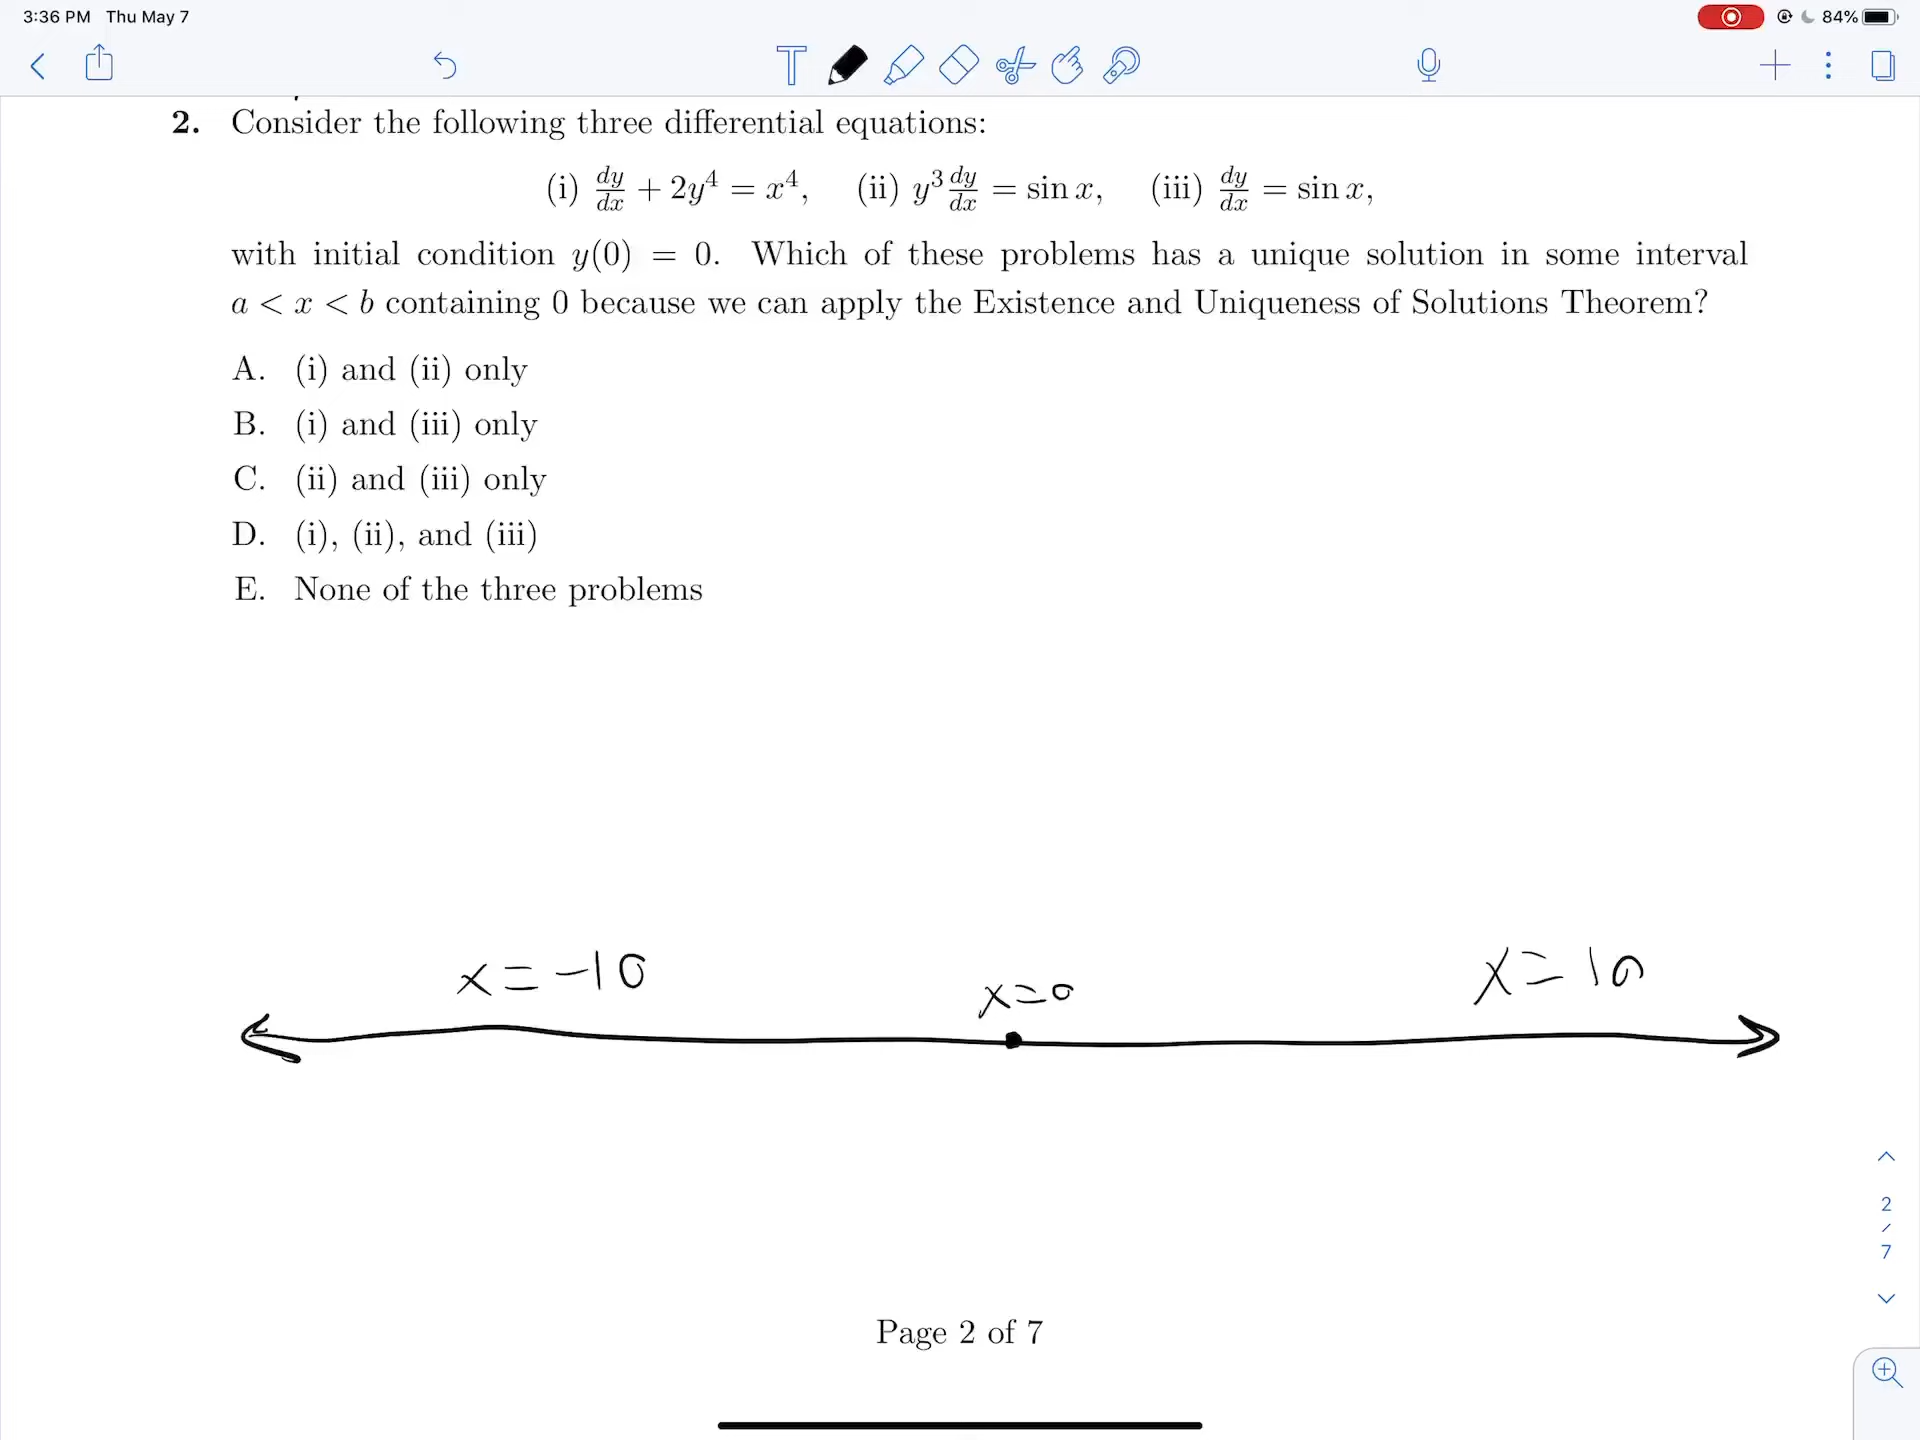 3:36 PM Thu May 7
84%
2. Consider the following three differential equations:
(i) dy/dx + 2y⁴ = x⁴, (ii) y³ dy/dx = sin x, (iii) dy/dx = sin x,
with initial condition y(0) = 0. Which of these problems has a unique solution in some interval
a < x < b containing 0 because we can apply the Existence and Uniqueness of Solutions Theorem?
A. (i) and (ii) only
B. (i) and (iii) only
C. (ii) and (iii) only
D. (i), (ii), and (iii)
E. None of the three problems
x = -10 x=0 x= 10
2
/
7
Page 2 of 7